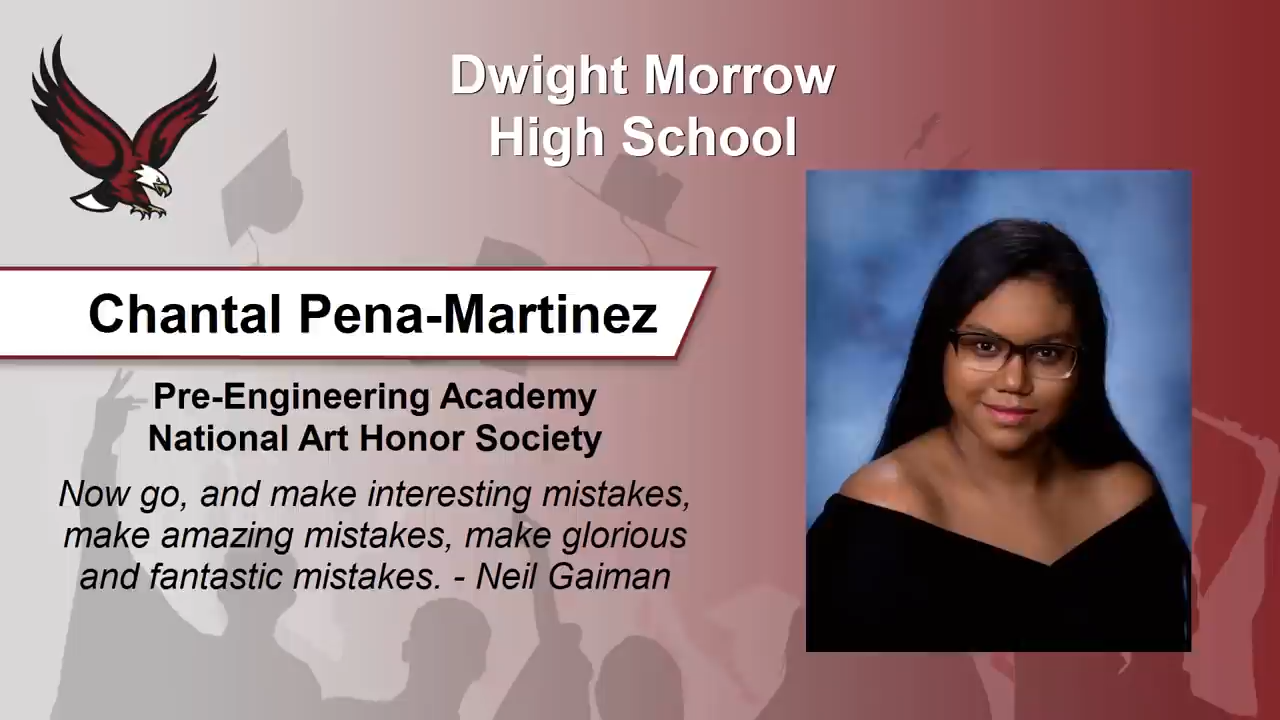 Dwight Morrow
High School
Chantal Pena-Martinez
Pre-Engineering Academy
National Art Honor Society
Now go, and make interesting mistakes,
make amazing mistakes, make glorious
and fantastic mistakes. - Neil Gaiman